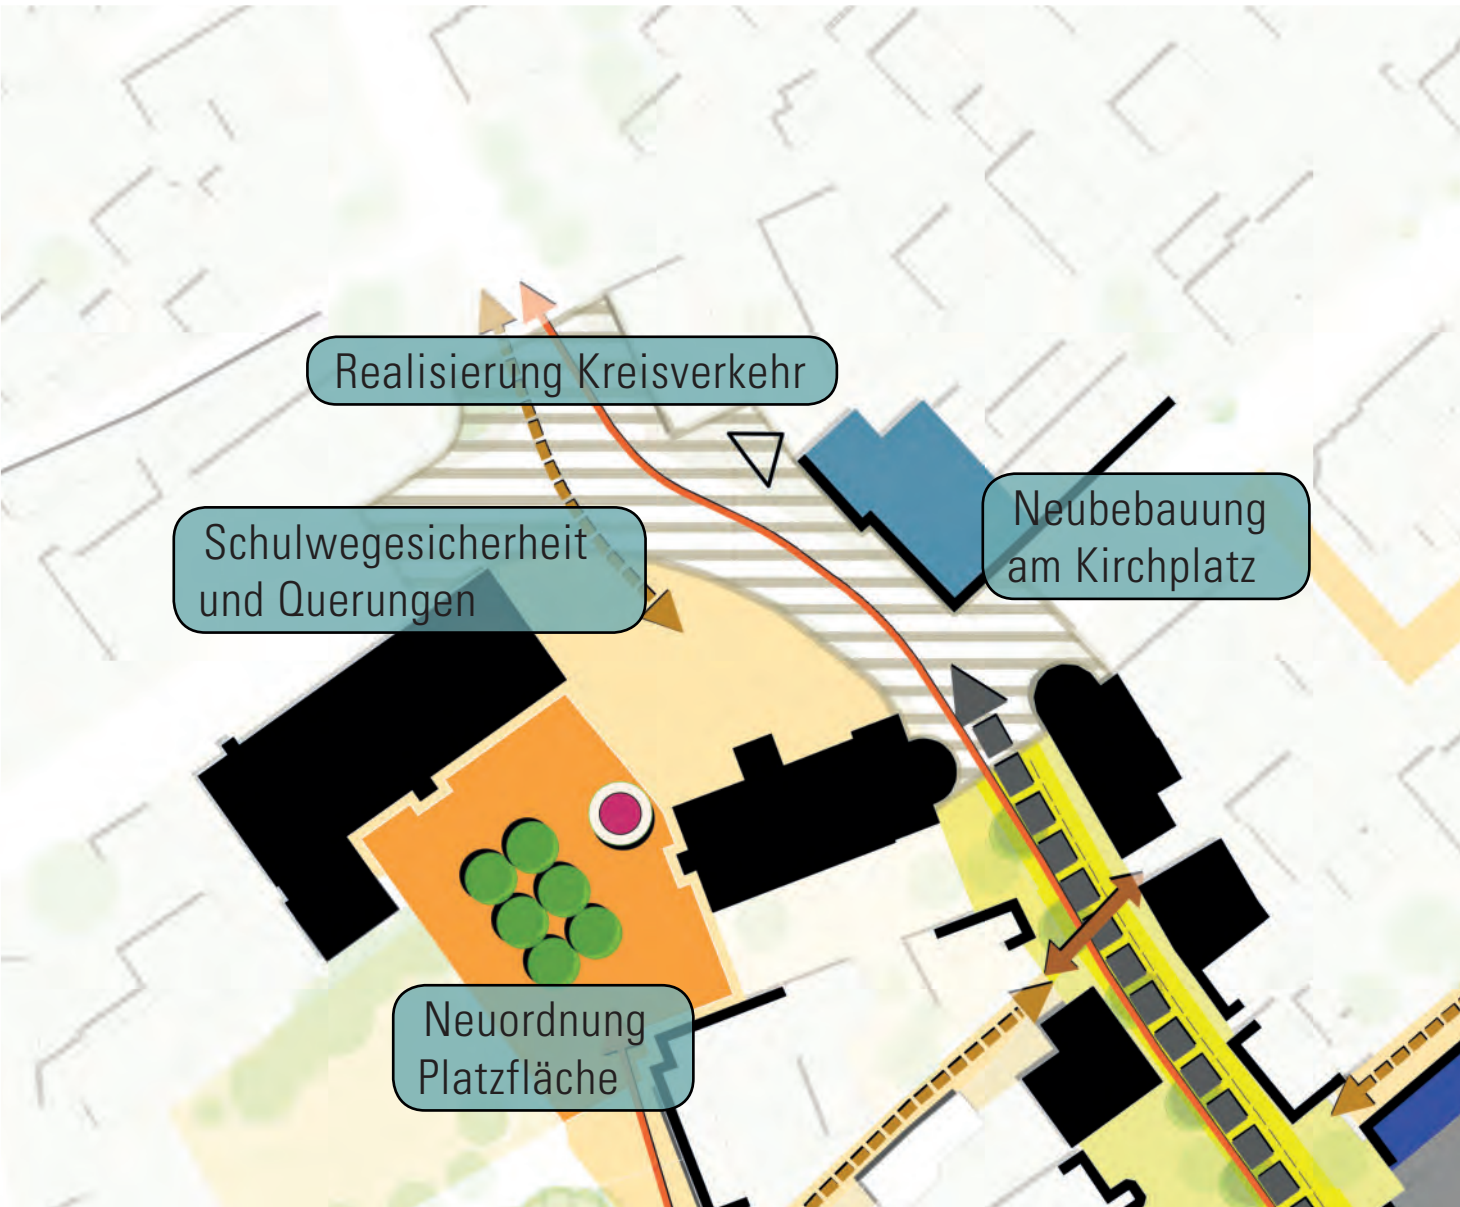 Realisierung Kreisverkehr
Neubebauung
am Kirchplatz
Schulwegesicherheit
und Querungen
Neuordnung
Platzfläche